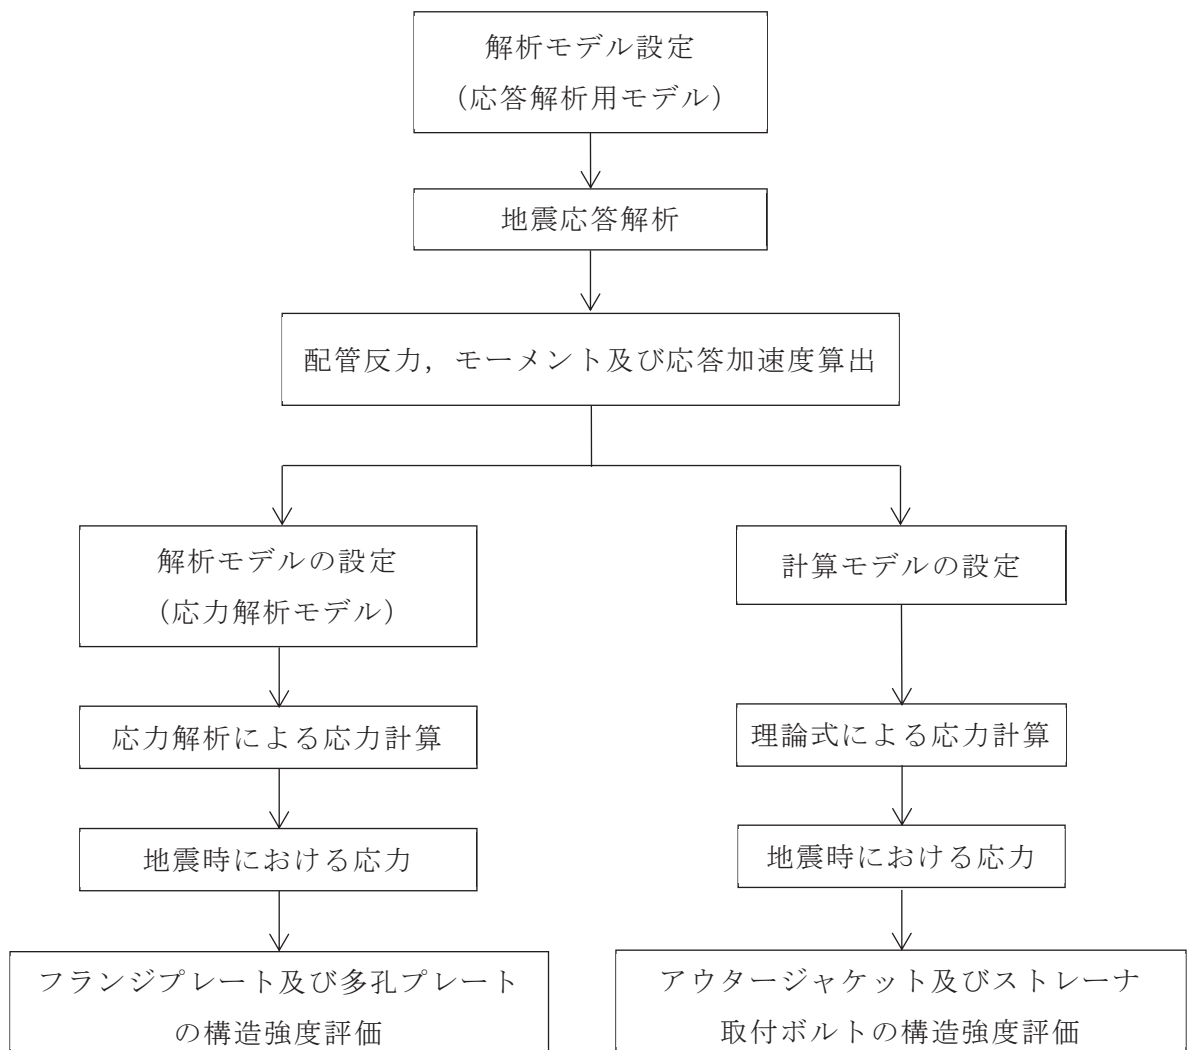 解析モデル設定
（応答解析用モデル）
地震応答解析
配管反力，モーメント及び応答加速度算出
解析モデルの設定
（応力解析モデル）
応力解析による応力計算
地震時における応力
フランジプレート及び多孔プレート
の構造強度評価
計算モデルの設定
理論式による応力計算
地震時における応力
アウタージャケット及びストレーナ
取付ボルトの構造強度評価